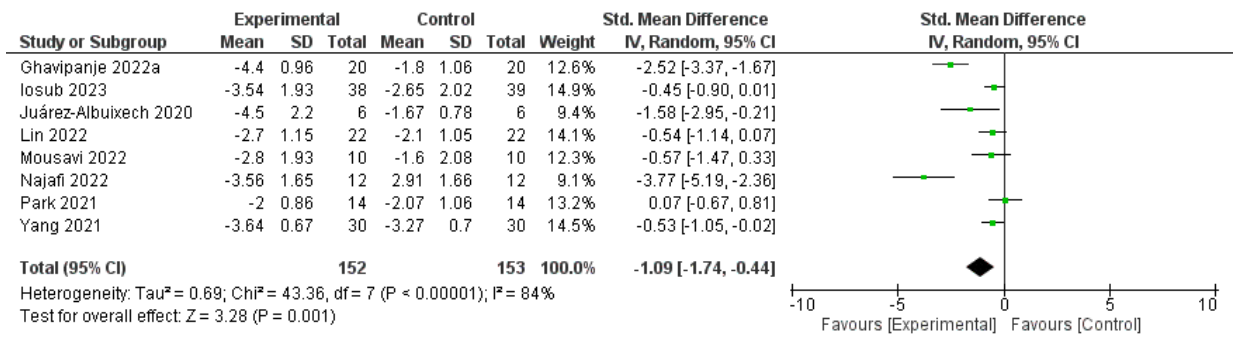 Experimental Control Std. Mean Difference Std. Mean Difference
Study or Subgroup Mean SD Total Mean SD Total Weight IV, Random, 95% CI IV, Random, 95% CI
Ghavipanje 2022a -4.4 0.96 20 -1.8 1.06 20 12.6% -2.52 [-3.37, -1.67]
Iosub 2023 -3.54 1.93 38 -2.65 2.02 39 14.9% -0.45 [-0.90, 0.01]
Juárez-Albuixech 2020 -4.5 2.2 6 -1.67 0.78 6 9.4% -1.58 [-2.95, -0.21]
Lin 2022 -2.7 1.15 22 -2.1 1.05 22 14.1% -0.54 [-1.14, 0.07]
Mousavi 2022 -2.8 1.93 10 -1.6 2.08 10 12.3% -0.57 [-1.47, 0.33]
Najafi 2022 -3.56 1.65 12 2.91 1.66 12 9.1% -3.77 [-5.19, -2.36]
Park 2021 -2 0.86 14 -2.07 1.06 14 13.2% 0.07 [-0.67, 0.81]
Yang 2021 -3.64 0.67 30 -3.27 0.7 30 14.5% -0.53 [-1.05, -0.02]
Total (95% CI) 152 153 100.0% -1.09 [-1.74, -0.44]
Heterogeneity: Tau² = 0.69; Chi² = 43.36, df = 7 (P < 0.00001); I² = 84%
Test for overall effect: Z = 3.28 (P = 0.001)
-10 -5 0 5 10
Favours [Experimental] Favours [Control]